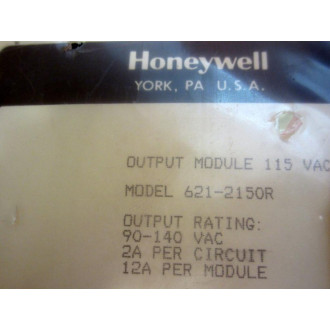 Honeywell
YORK, PA U.S.A.
OUTPUT MODULE 115 VAC
MODEL 621-2150R
OUTPUT RATING:
90-140 VAC
2A PER CIRCUIT
12A PER MODULE